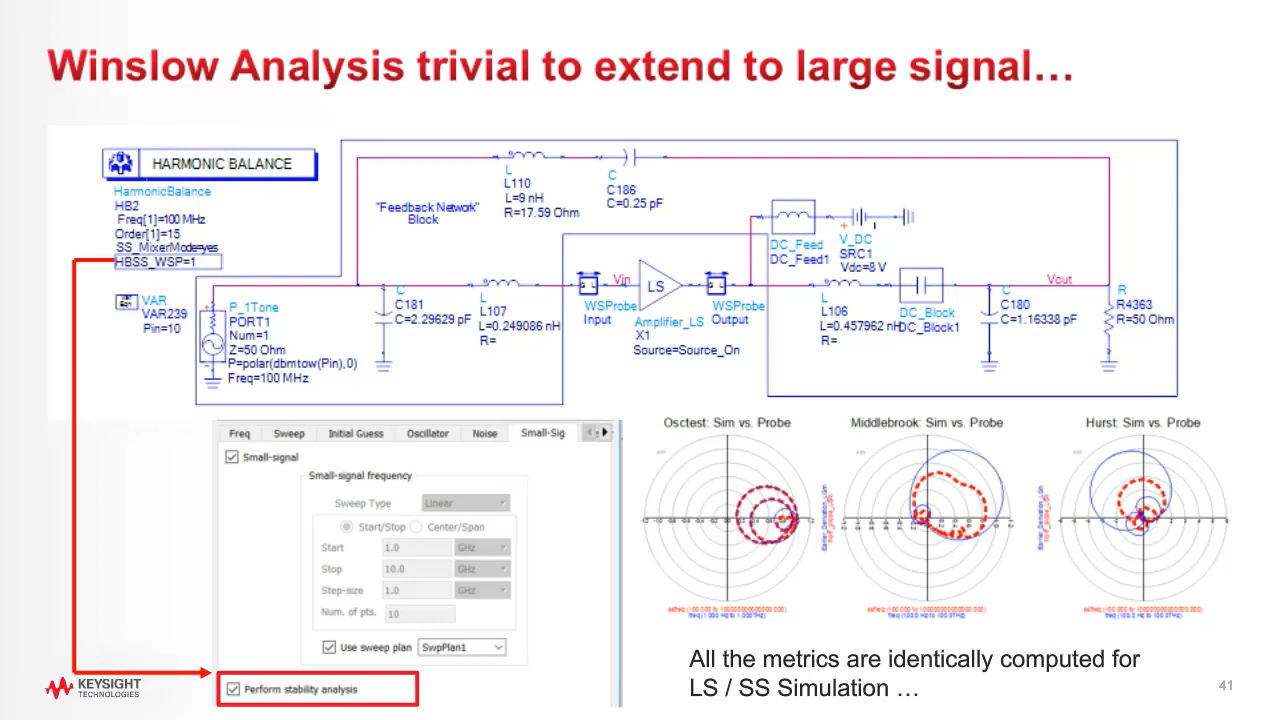 Winslow Analysis trivial to extend to large signal…
HARMONIC BALANCE
HarmonicBalance
HB2
Freq[1]=100 MHz
Order[1]=15
SS_MixerMode=yes
HBSS_WSP=1
VAR
VAR239
Pin=10
P_1Tone
PORT1
Num=1
Z=50 Ohm
P=polar(dbmtow(Pin),0)
Freq=100 MHz
"Feedback Network"
Block
L
L110
L=9 nH
R=17.59 Ohm
C
C186
C=0.25 pF
C
C181
C=2.29629 pF
L
L107
L=0.249086 nH
R=
WSProbe
Input
Vin
LS
Amplifier_LS
X1
Source=Source_On
WSProbe
Output
DC_Feed
DC_Feed1
V_DC
SRC1
Vdc=8 V
L
L106
L=0.457962 nH
R=
DC_Block
DC_Block1
Vout
C
C180
C=1.16338 pF
R
R4363
R=50 Ohm
Freq Sweep Initial Guess Oscillator Noise Small-Sig
Small-signal
Small-signal frequency
Sweep Type Linear
Start/Stop Center/Span
Start 1.0 GHz
Stop 10.0 GHz
Step-size 1.0 GHz
Num. of pts. 10
Use sweep plan SwpPlan1
Perform stability analysis
Osctest: Sim vs. Probe
Middlebrook: Sim vs. Probe
Hurst: Sim vs. Probe
All the metrics are identically computed for
LS / SS Simulation …
KEYSIGHT
TECHNOLOGIES
41